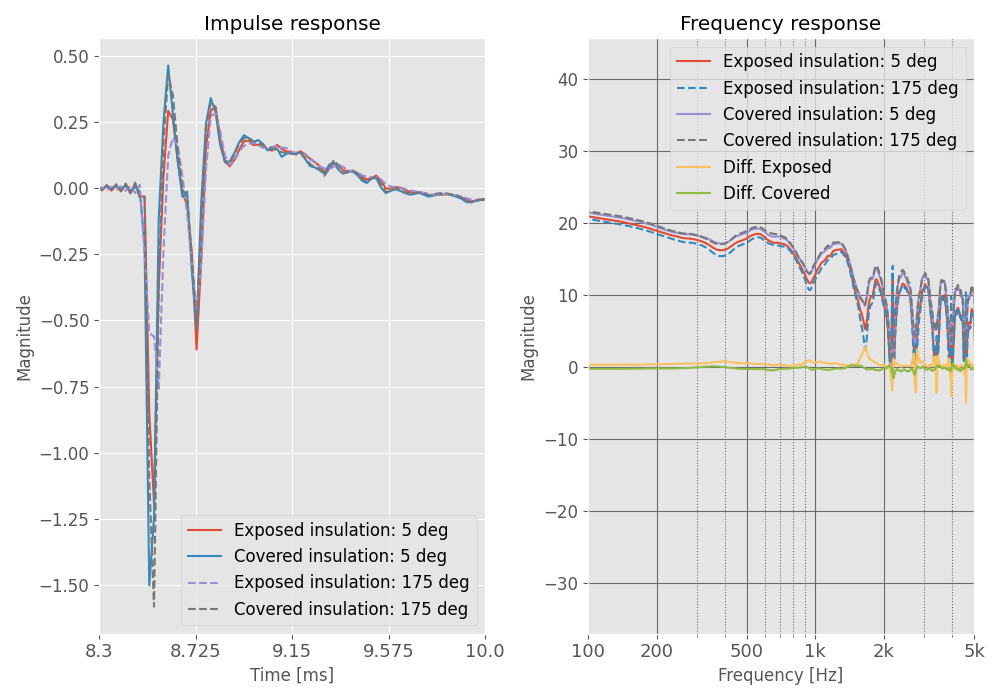 Impulse response
Magnitude
0.50
0.25
0.00
−0.25
−0.50
−0.75
−1.00
−1.25
−1.50
Exposed insulation: 5 deg
Covered insulation: 5 deg
Exposed insulation: 175 deg
Covered insulation: 175 deg
8.3
8.725
9.15
9.575
10.0
Time [ms]
Frequency response
Magnitude
40
30
20
10
0
−10
−20
−30
Exposed insulation: 5 deg
Exposed insulation: 175 deg
Covered insulation: 5 deg
Covered insulation: 175 deg
Diff. Exposed
Diff. Covered
100
200
500
1k
2k
5k
Frequency [Hz]